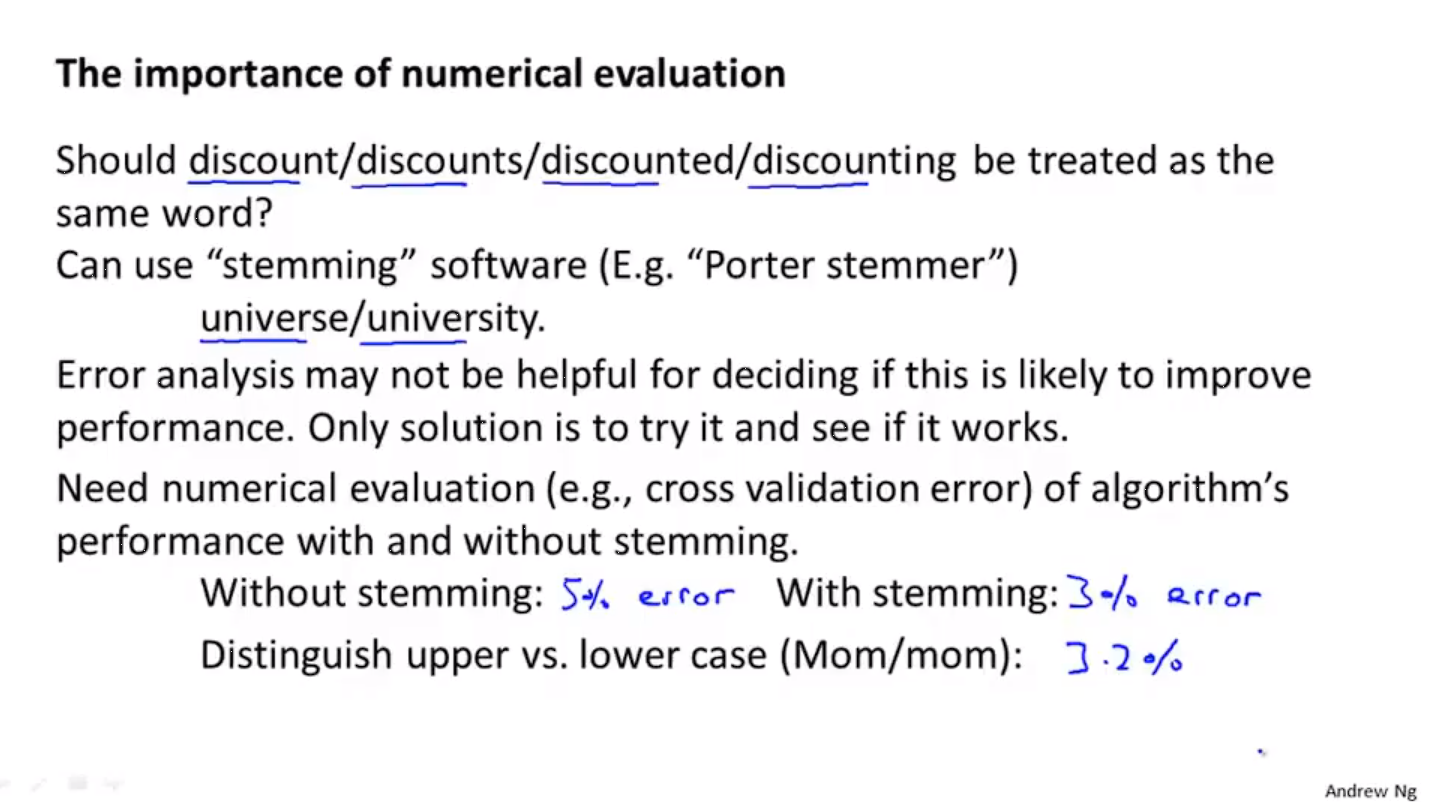 The importance of numerical evaluation
Should discount/discounts/discounted/discounting be treated as the
same word?
Can use “stemming” software (E.g. “Porter stemmer”)
universe/university.
Error analysis may not be helpful for deciding if this is likely to improve
performance. Only solution is to try it and see if it works.
Need numerical evaluation (e.g., cross validation error) of algorithm’s
performance with and without stemming.
Without stemming: 5% error With stemming: 3% error
Distinguish upper vs. lower case (Mom/mom): 3.2%
Andrew Ng